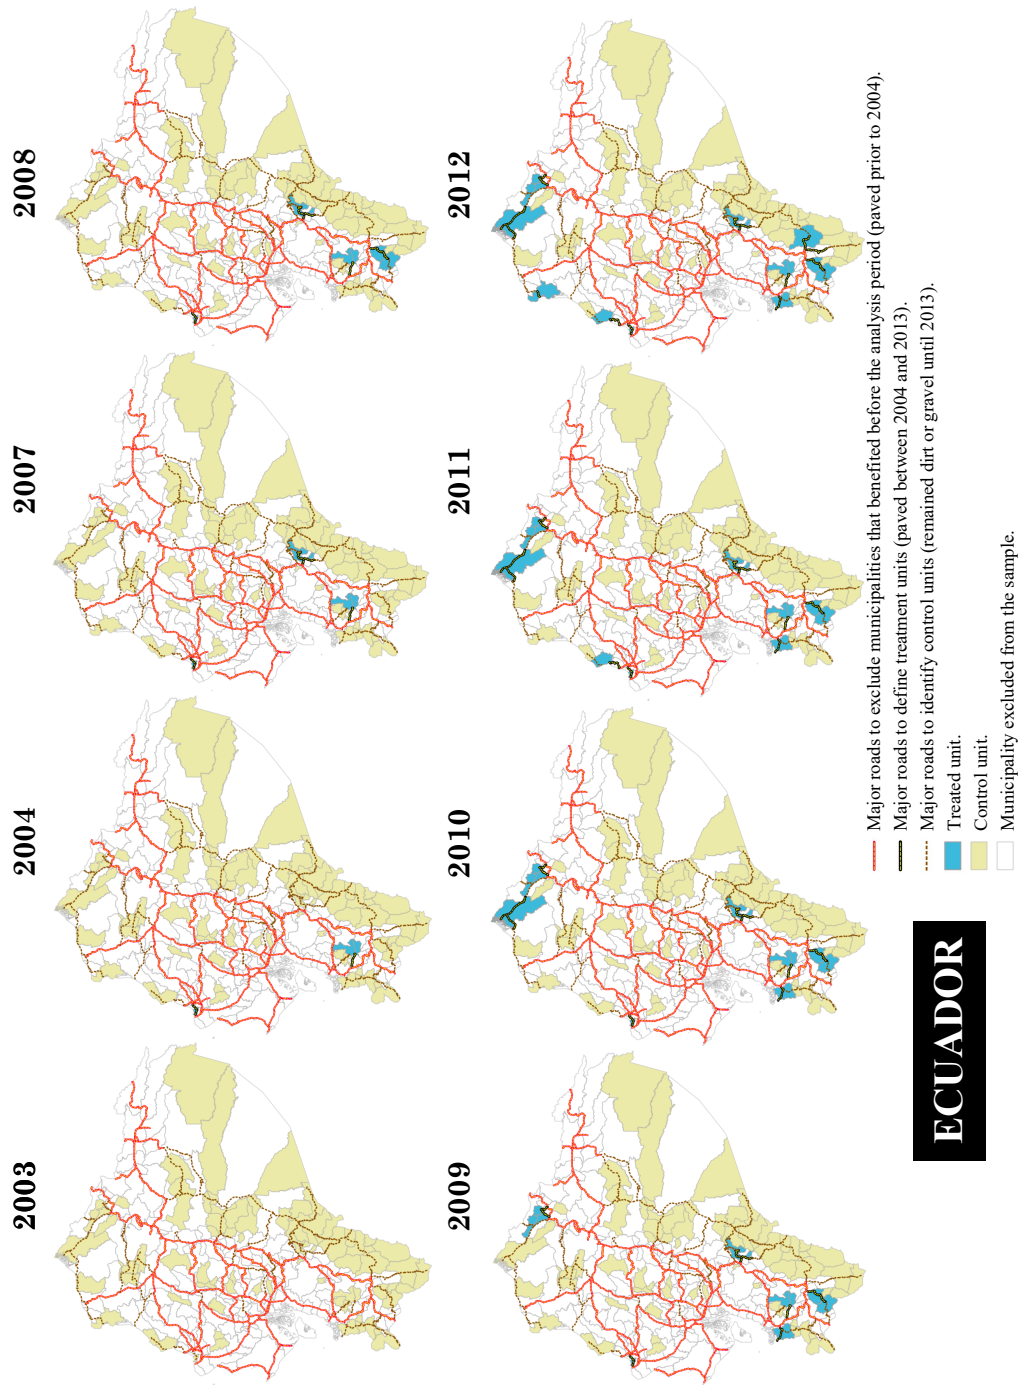 2003
2004
2007
2008
2009
2010
2011
2012
ECUADOR
Major roads to exclude municipalities that benefited before the analysis period (paved prior to 2004).
Major roads to define treatment units (paved between 2004 and 2013).
Major roads to identify control units (remained dirt or gravel until 2013).
Treated unit.
Control unit.
Municipality excluded from the sample.